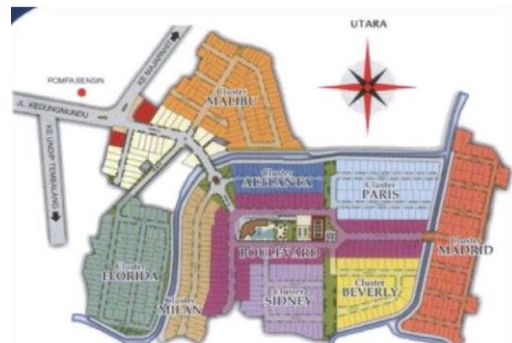 UTARA
KE MAJAPAHIT
POMPA BENSIN
JL. KEDUNGMUNDU
KE UNDIP TEMBALANG
Cluster
MALIBU
Cluster
ATLANTA
Cluster
PARIS
BOULEVARD
Cluster
MADRID
Cluster
FLORIDA
Cluster
MILAN
Cluster
SIDNEY
Cluster
BEVERLY